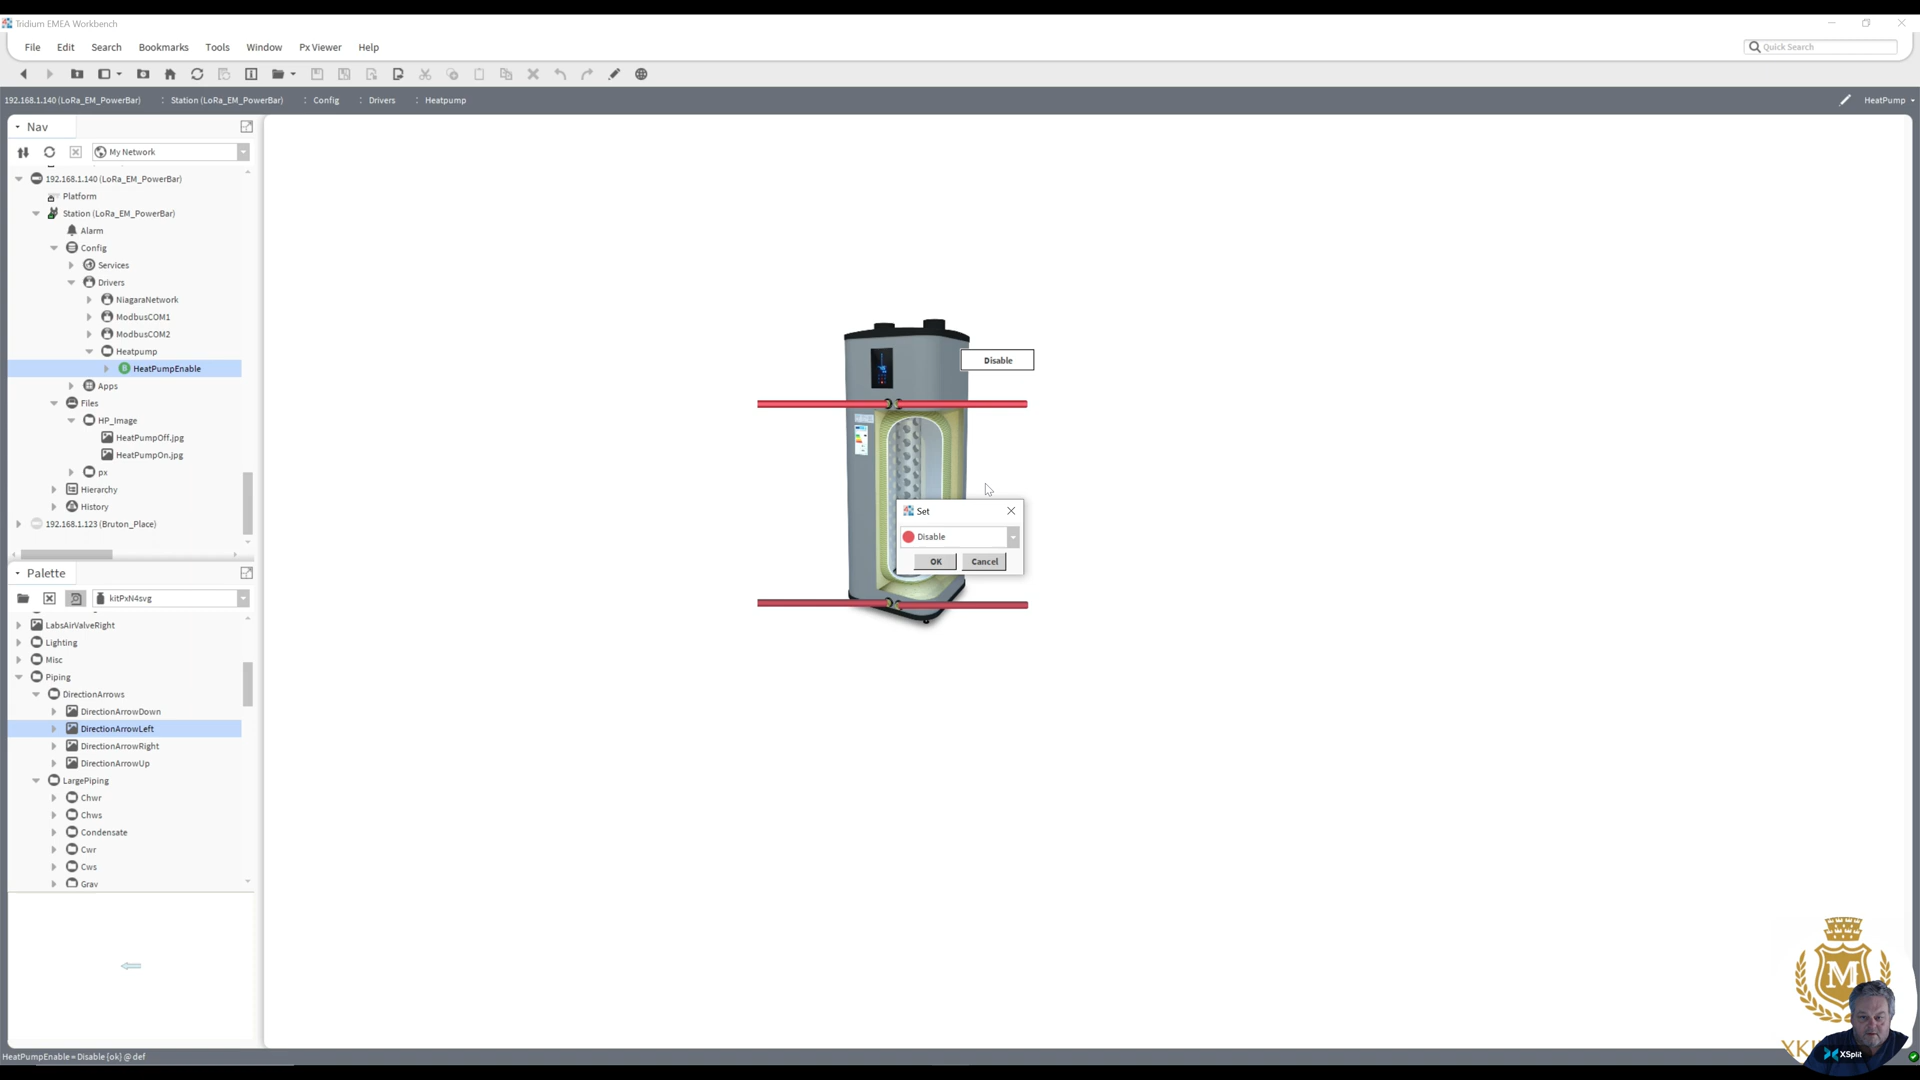 Tridium EMEA Workbench
File Edit Search Bookmarks Tools Window Px Viewer Help
Quick Search
192.168.1.140 (LoRa_EM_PowerBar) : Station (LoRa_EM_PowerBar) : Config : Drivers : Heatpump
HeatPump
Nav
My Network
192.168.1.140 (LoRa_EM_PowerBar)
Platform
Station (LoRa_EM_PowerBar)
Alarm
Config
Services
Drivers
NiagaraNetwork
ModbusCOM1
ModbusCOM2
Heatpump
HeatPumpEnable
Apps
Files
HP_Image
HeatPumpOff.jpg
HeatPumpOn.jpg
px
Hierarchy
History
192.168.1.123 (Bruton_Place)
Palette
kitPxN4svg
LabsAirValveRight
Lighting
Misc
Piping
DirectionArrows
DirectionArrowDown
DirectionArrowLeft
DirectionArrowRight
DirectionArrowUp
LargePiping
Chwr
Chws
Condensate
Cwr
Cws
Grav
Disable
Set
Disable
OK Cancel
M
XSplit
HeatPumpEnable = Disable {ok} @ def